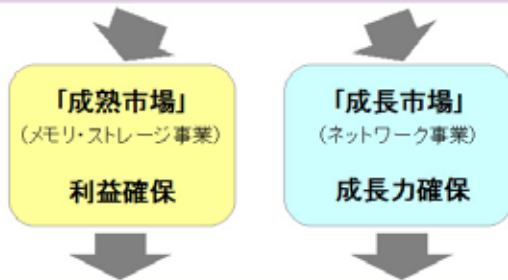 「成熟市場」
(メモリ・ストレージ事業)
利益確保
「成長市場」
(ネットワーク事業)
成長力確保